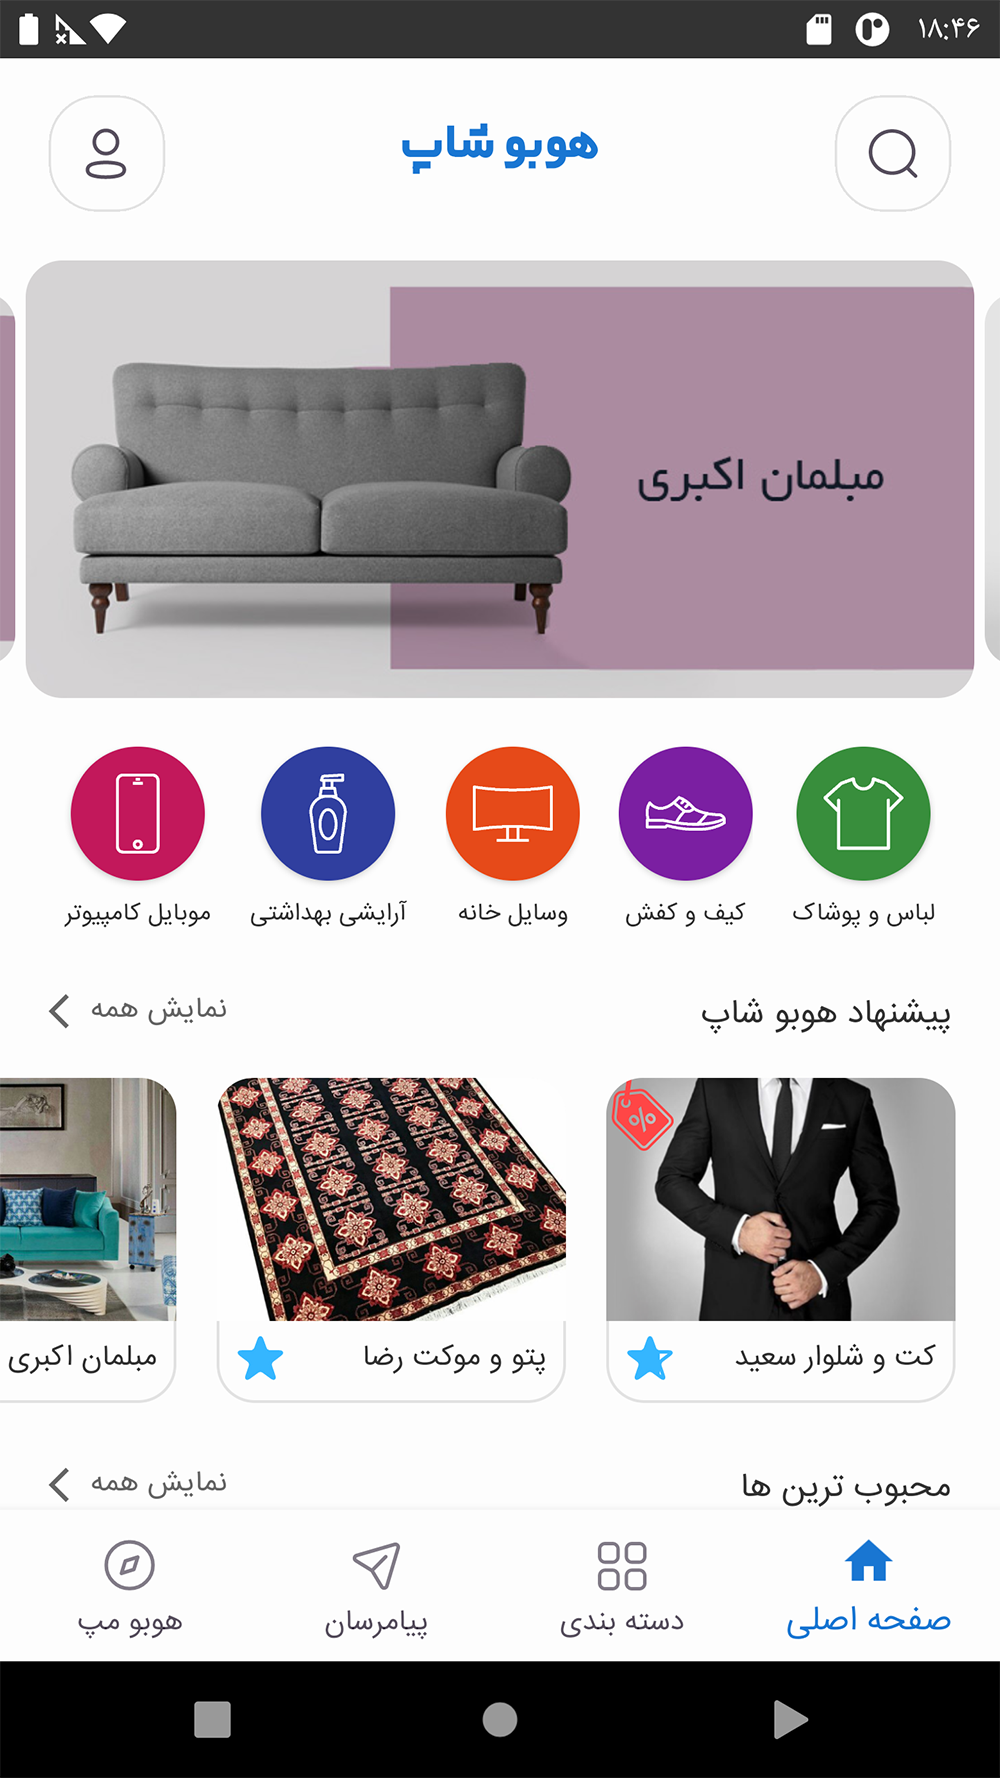 ۱۸:۴۶
هوبو شاپ
مبلمان اکبری
لباس و پوشاک
کیف و کفش
وسایل خانه
آرایشی بهداشتی
موبایل کامپیوتر
پیشنهاد هوبو شاپ
نمایش همه
%
کت و شلوار سعید
پتو و موکت رضا
مبلمان اکبری
محبوب ترین ها
نمایش همه
صفحه اصلی
دسته بندی
پیامرسان
هوبو مپ